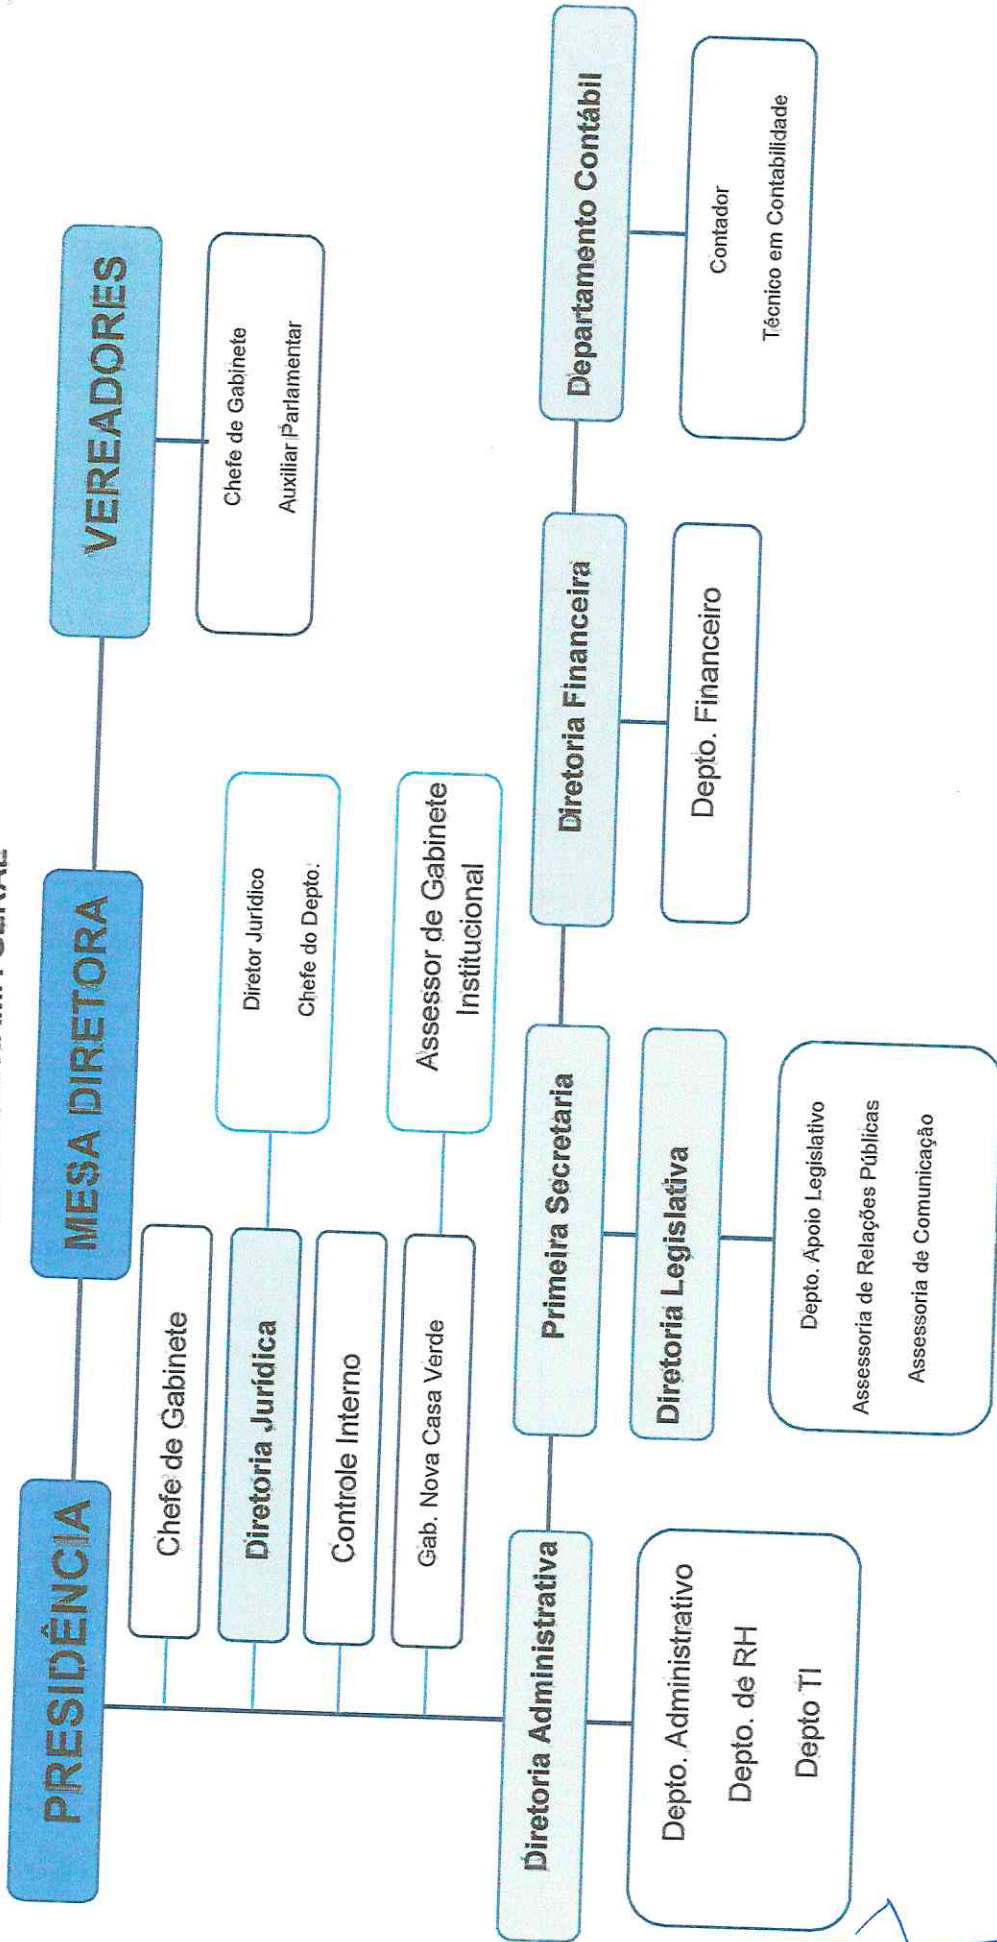 PRESIDÊNCIA
MESA DIRETORA
VEREADORES
Chefe de Gabinete
Diretoria Jurídica
Controle Interno
Gab. Nova Casa Verde
Diretor Jurídico
Chefe do Depto.
Assessor de Gabinete
Institucional
Chefe de Gabinete
Auxiliar Parlamentar
Diretoria Administrativa
Primeira Secretaria
Diretoria Financeira
Departamento Contábil
Depto. Administrativo
Depto. de RH
Depto TI
Diretoria Legislativa
Depto. Apoio Legislativo
Assessoria de Relações Públicas
Assessoria de Comunicação
Depto. Financeiro
Contador
Técnico em Contabilidade